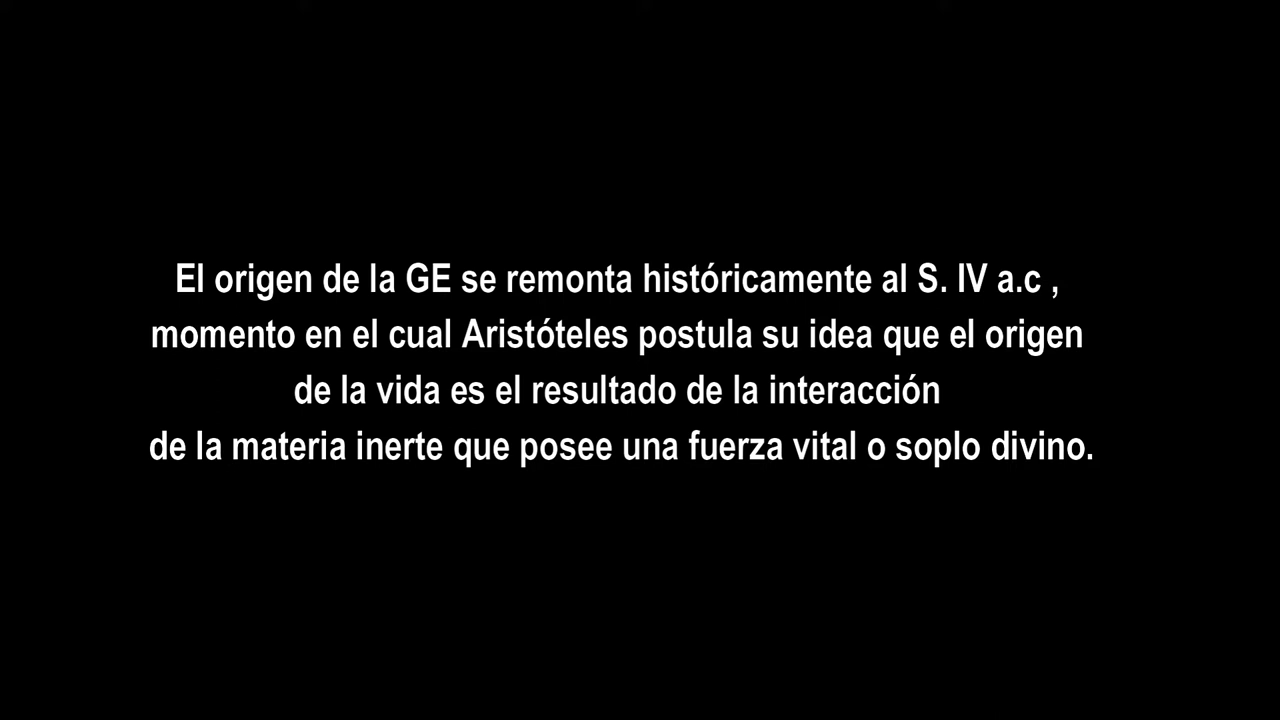 El origen de la GE se remonta históricamente al S. IV a.c ,
momento en el cual Aristóteles postula su idea que el origen
de la vida es el resultado de la interacción
de la materia inerte que posee una fuerza vital o soplo divino.